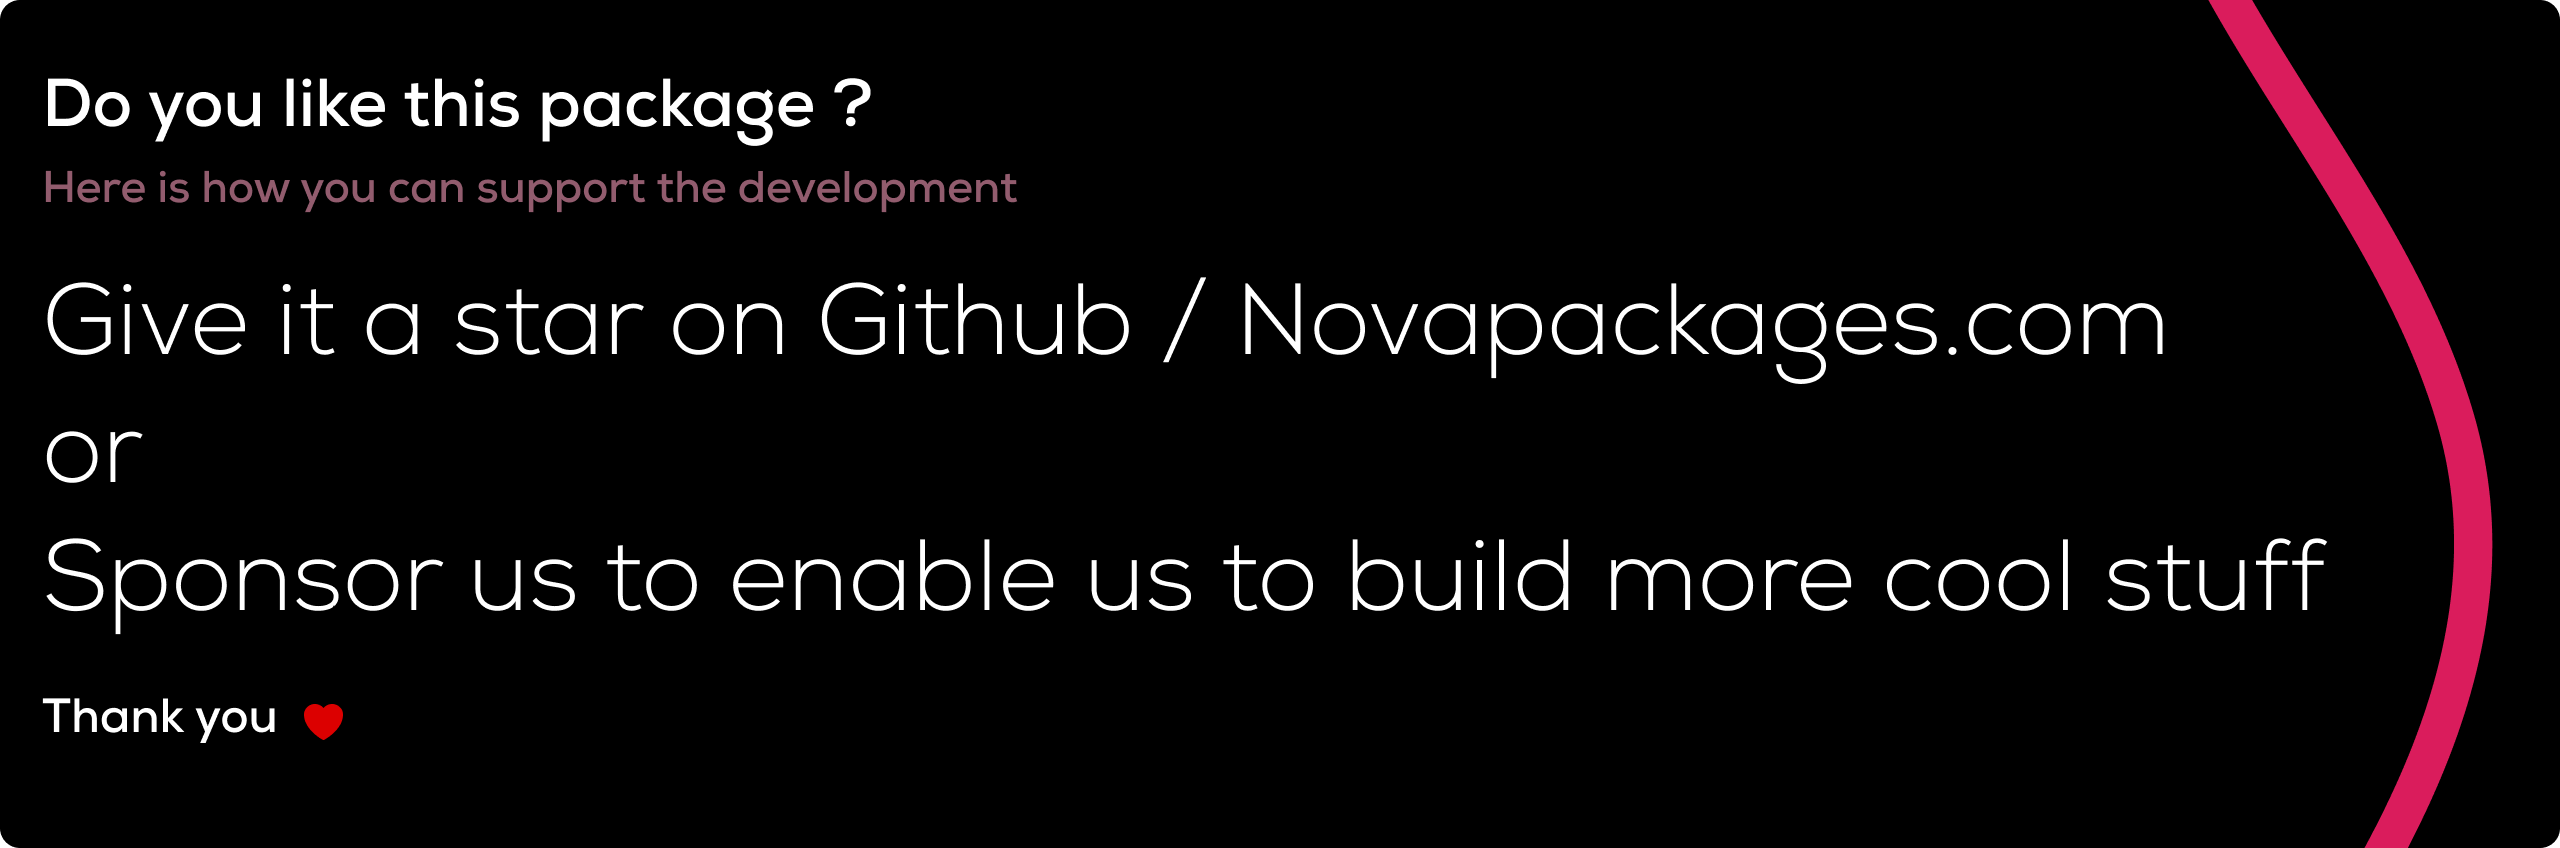 Do you like this package ?
Here is how you can support the development
Give it a star on Github / Novapackages.com
or
Sponsor us to enable us to build more cool stuff
Thank you